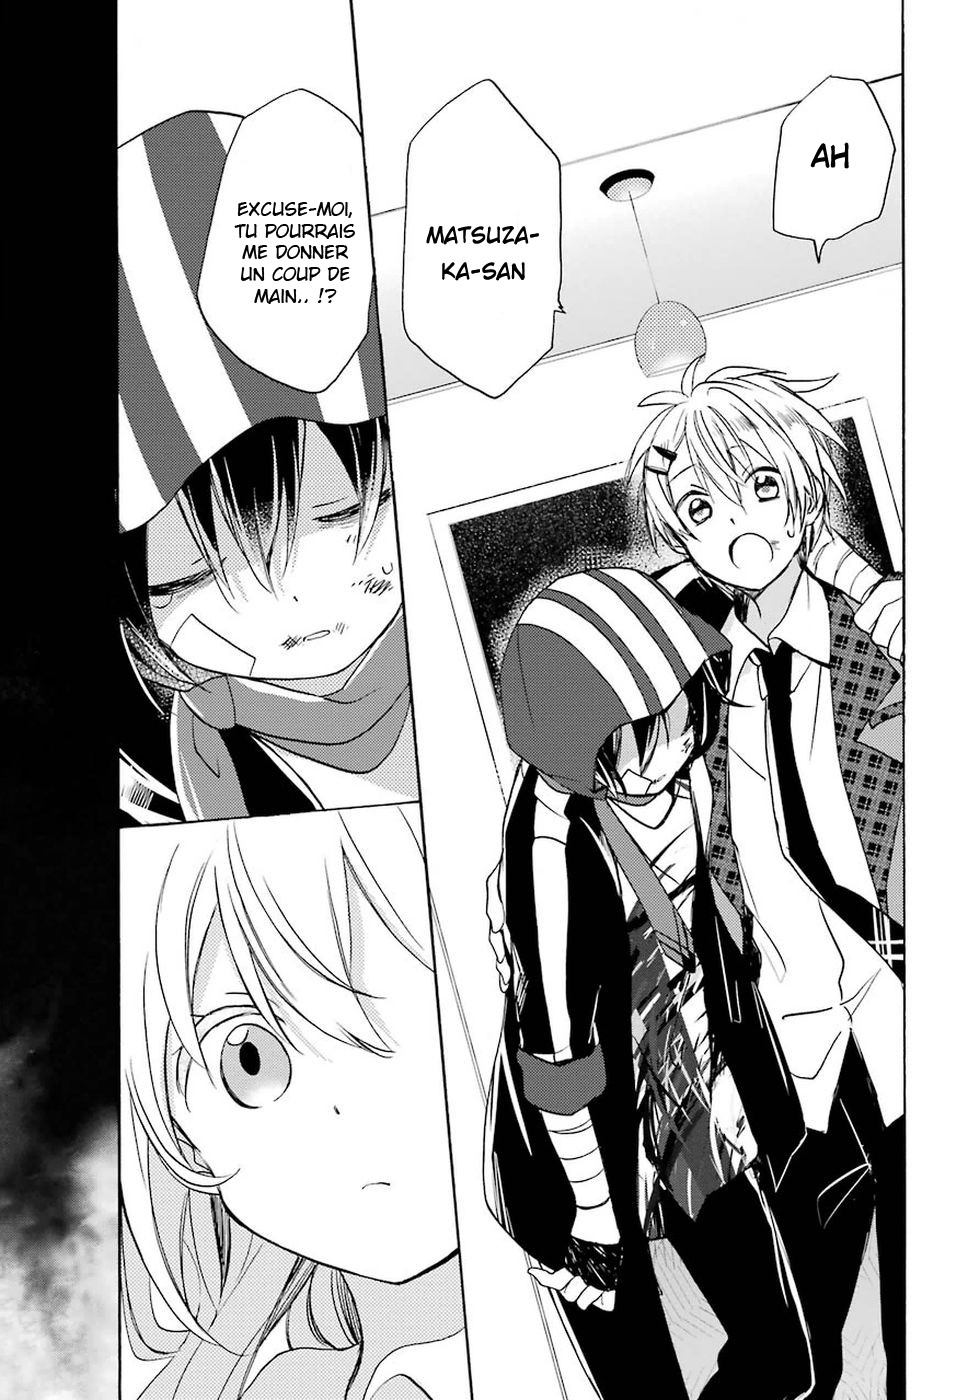 AH
MATSUZA-
KA-SAN
EXCUSE-MOI,
TU POURRAIS
ME DONNER
UN COUP DE
MAIN.. !?